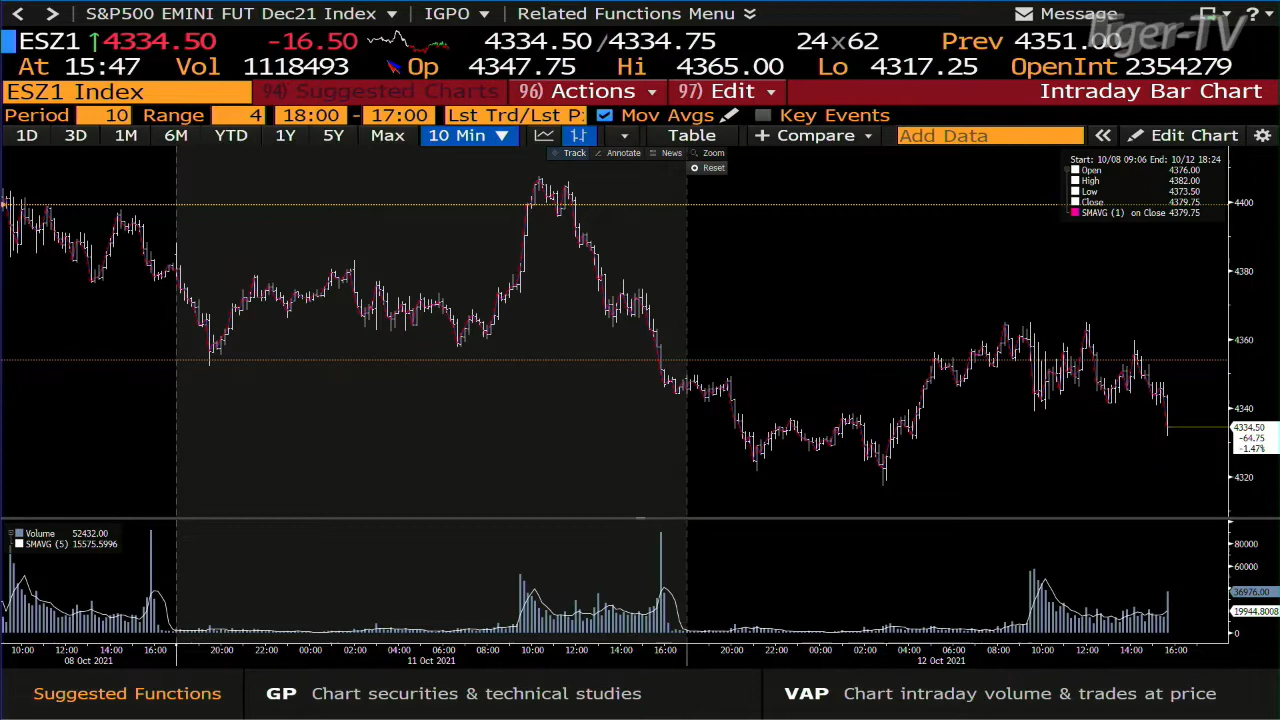 < > S&P500 EMINI FUT Dec21 Index IGPO Related Functions Menu Message ?
ESZ1 ↑4334.50 -16.50 4334.50/4334.75 24×62 Prev 4351.00
At 15:47 Vol 1118493 Op 4347.75 Hi 4365.00 Lo 4317.25 OpenInt 2354279
ESZ1 Index 94) Suggested Charts 96) Actions 97) Edit Intraday Bar Chart
Period 10 Range 4 18:00 - 17:00 Lst Trd/Lst P: Mov Avgs Key Events
1D 3D 1M 6M YTD 1Y 5Y Max 10 Min Table + Compare Add Data « Edit Chart
Track Annotate News Zoom
Reset
Start: 10/08 09:06 End: 10/12 18:24
Open 4376.00
High 4382.00
Low 4373.50
Close 4379.75
SMAVG (1) on Close 4379.75
4400
4380
4360
4340
4334.50
-64.75
-1.47%
4320
Volume 52432.00
SMAVG (5) 15575.5996
80000
60000
36976.00
19944.8008
0
10:00 12:00 14:00 16:00 20:00 22:00 00:00 02:00 04:00 06:00 08:00 10:00 12:00 14:00 16:00 20:00 22:00 00:00 02:00 04:00 06:00 08:00 10:00 12:00 14:00 16:00
08 Oct 2021 11 Oct 2021 12 Oct 2021
Suggested Functions GP Chart securities & technical studies VAP Chart intraday volume & trades at price